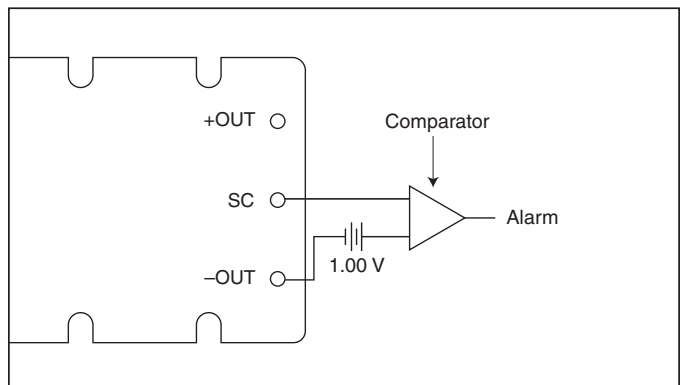 +OUT
Comparator
SC
Alarm
1.00 V
–OUT